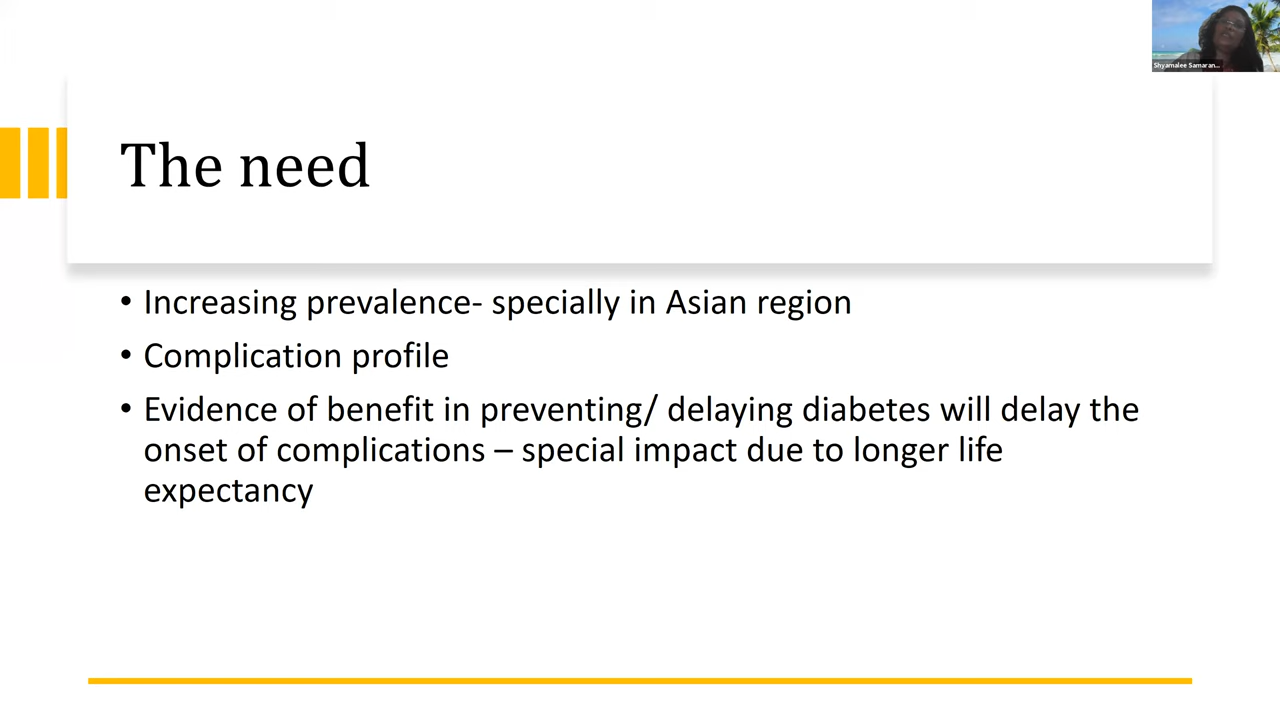 Shyamalee Samaran...
The need
• Increasing prevalence- specially in Asian region
• Complication profile
• Evidence of benefit in preventing/ delaying diabetes will delay the
onset of complications – special impact due to longer life
expectancy